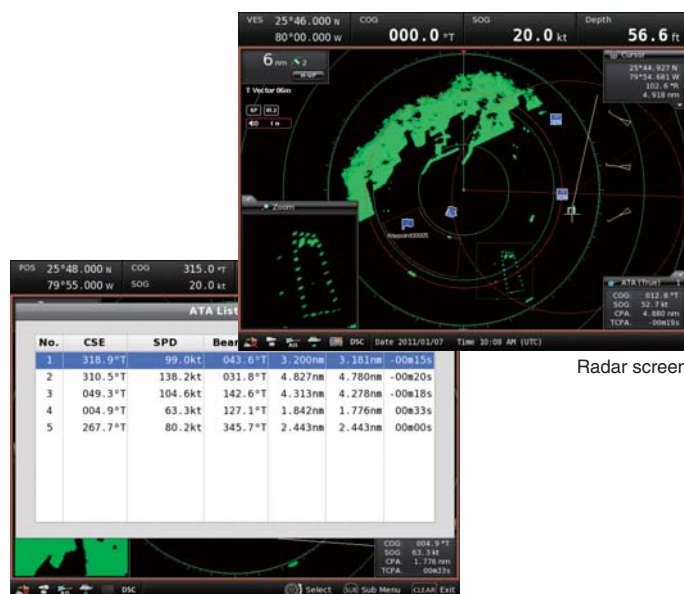 VES 25°46.000 N COG SOG Depth
80°00.000 W 000.0 °T 20.0 kt 56.6 ft
6 nm 2
H-UP
T Vector 06m
EP IR 2
1 n
Cursor
25°44.927 N
79°54.681 W
102.6 °R
4.918 nm
Zoom
Waypoint00005
ATA (True) 1
COG: 012.8 °T
SOG: 52.7 kt
CPA: 4.880 nm
TCPA: -00m19s
DSC Date 2011/01/07 Time 10:08 AM (UTC)
Radar screen
POS 25°48.000 N COG 315.0 °T
79°55.000 W SOG 20.0 kt
ATA List
No. CSE SPD Bear
1 318.9°T 99.0kt 043.6°T 3.200nm 3.181nm -00m15s
2 310.5°T 138.2kt 031.8°T 4.827nm 4.780nm -00m20s
3 049.3°T 104.6kt 142.6°T 4.313nm 4.278nm -00m18s
4 004.9°T 63.3kt 127.1°T 1.842nm 1.776nm 00m33s
5 267.7°T 80.2kt 345.7°T 2.443nm 2.443nm 00m00s
COG: 004.9 °T
SOG: 63.3 kt
CPA: 1.776 nm
TCPA: 00m33s
DSC Select SUB Sub Menu CLEAR Exit